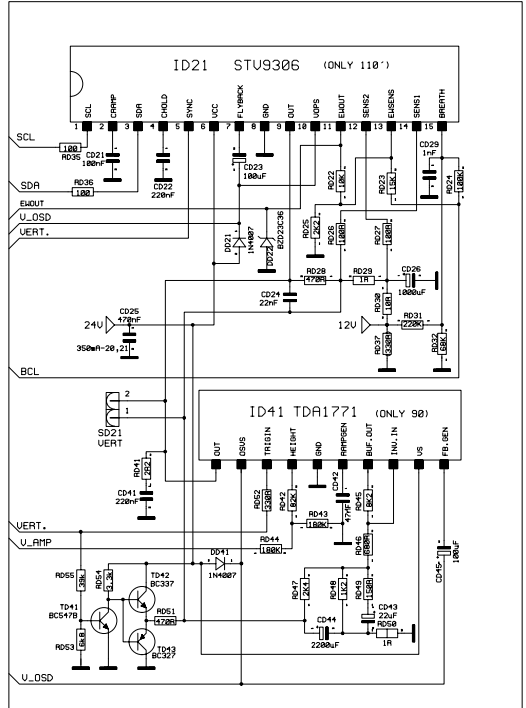 ID21 STV9306 (ONLY 110´)
SCL
CRAMP
SDA
CHOLD
SYNC
VCC
FLYBACK
GND
OUT
VOPS
EWOUT
SENS2
EWSENS
SENS1
BREATH
1 2 3 4 5 6 7 8 9 10 11 12 13 14 15
SCL
100
RD35
CD21
100nF
CD22
220nF
CD23
100uF
RD22
10K
RD23
15K
CD29
1nF
RD24
100K
SDA
RD36
100
EWOUT
V_OSD
VERT.
DD21
1N4007
DD22
BZD23C36
RD25
2K2
RD26
100R
RD27
100R
RD28
470R
RD29
1R
CD26
1000uF
CD24
22nF
RD30
10R
CD25
470nF
24V
350mA-20,21
12V
RD31
220K
RD37
330R
RD32
68K
BCL
2
1
SD21
VERT
ID41 TDA1771 (ONLY 90)
OUT
OSVS
TRIGIN
HEIGHT
GND
RAMPGEN
BUF.OUT
INV.IN
VS
FB.GEN
RD41
2R2
CD41
220nF
RD52
330R
RD42
82K
CD42
47nF
RD45
8K2
RD43
180K
VERT.
V_AMP
RD44
180K
RD46
680R
CD45
100uF
RD55
39k
RD54
3.3k
TD42
BC337
DD41
1N4007
RD47
2K4
RD48
1K2
RD49
150R
TD41
BC547B
RD51
470R
CD43
22uF
RD50
1R
CD44
2200uF
RD53
6k8
TD43
BC327
V_OSD